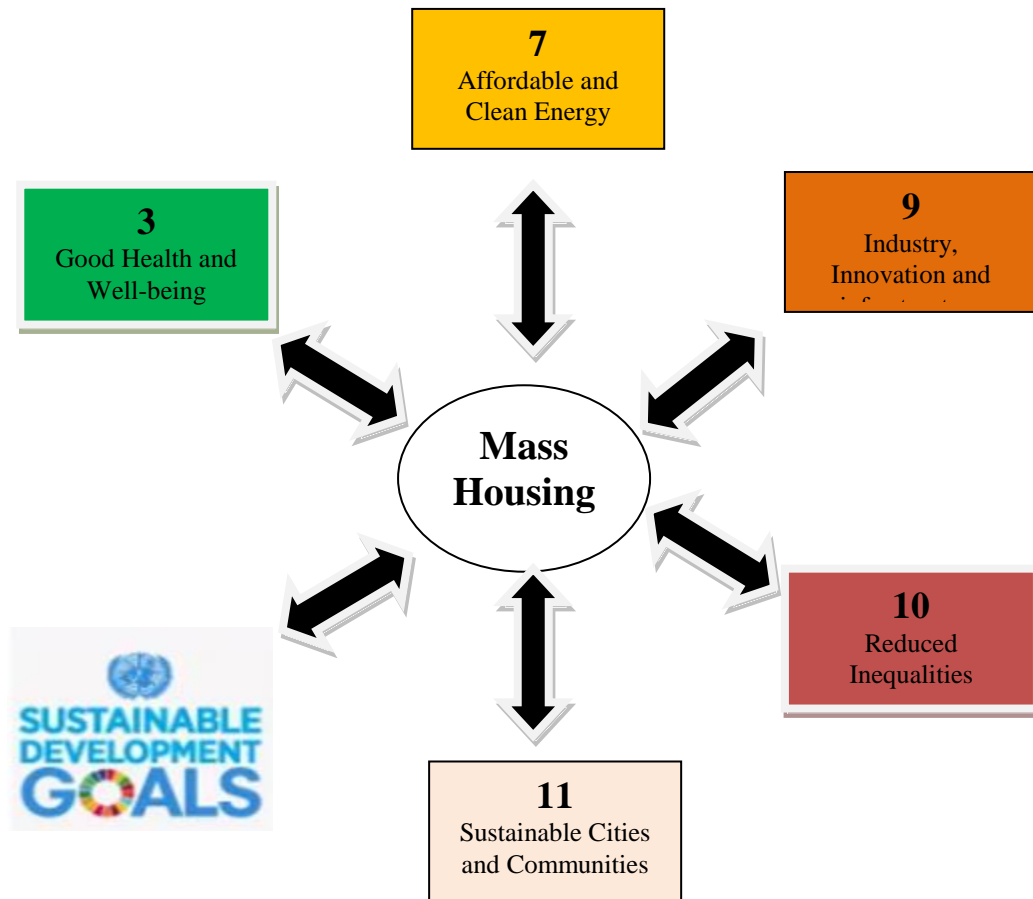 7
Affordable and
Clean Energy
3
Good Health and
Well-being
9
Industry,
Innovation and
Mass
Housing
10
Reduced
Inequalities
SUSTAINABLE
DEVELOPMENT
GOALS
11
Sustainable Cities
and Communities